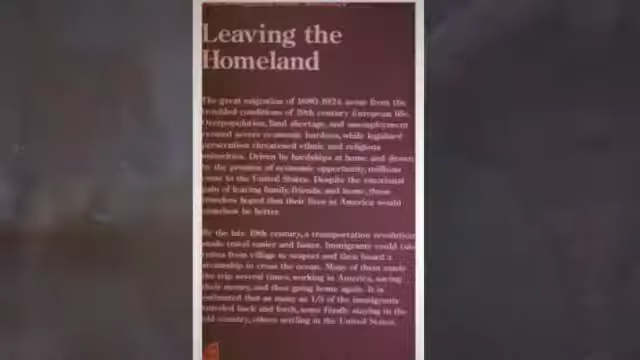 Leaving the
Homeland
The great migration of 1880-1924 arose from the
troubled conditions of 19th century European life.
Overpopulation, land shortage, and unemployment
created severe economic burdens, while legalized
persecution threatened ethnic and religious
minorities. Driven by hardships at home and drawn
by the promise of economic opportunity, millions
came to the United States. Despite the emotional
pain of leaving family, friends, and home, these
travelers hoped that their lives in America would
somehow be better.
By the late 19th century, a transportation revolution
made travel easier and faster. Immigrants could take
trains from village to seaport and then board a
steamship to cross the ocean. Many of them made
the trip several times, working in America, saving
their money, and then going home again. It is
estimated that as many as 1/3 of the immigrants
traveled back and forth, some finally staying in the
old country, others settling in the United States.